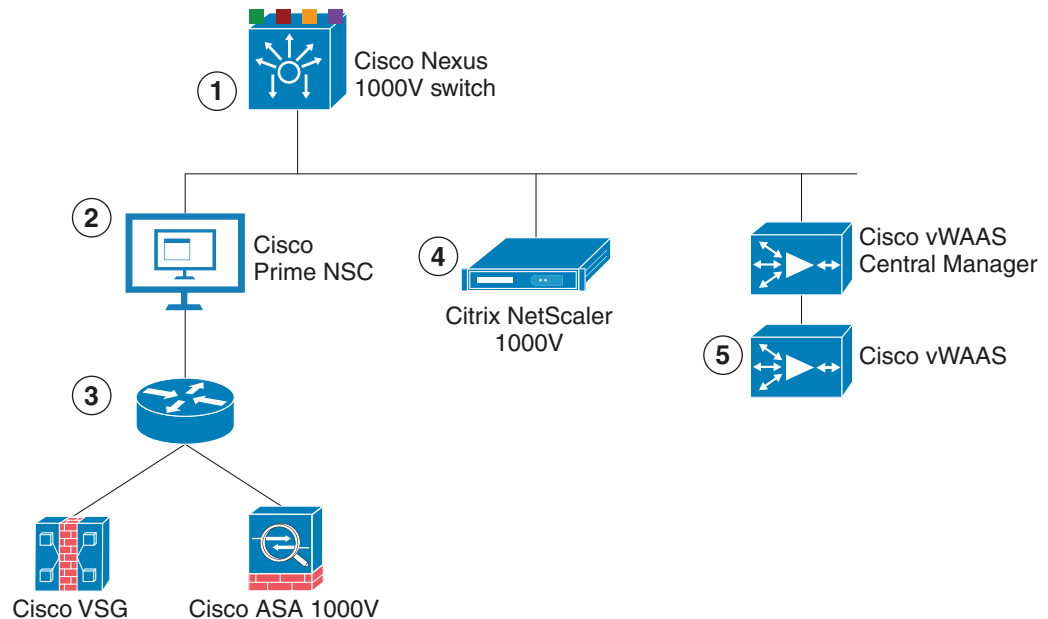 1
Cisco Nexus
1000V switch
2
Cisco
Prime NSC
4
Citrix NetScaler
1000V
Cisco vWAAS
Central Manager
5
Cisco vWAAS
3
Cisco VSG
Cisco ASA 1000V